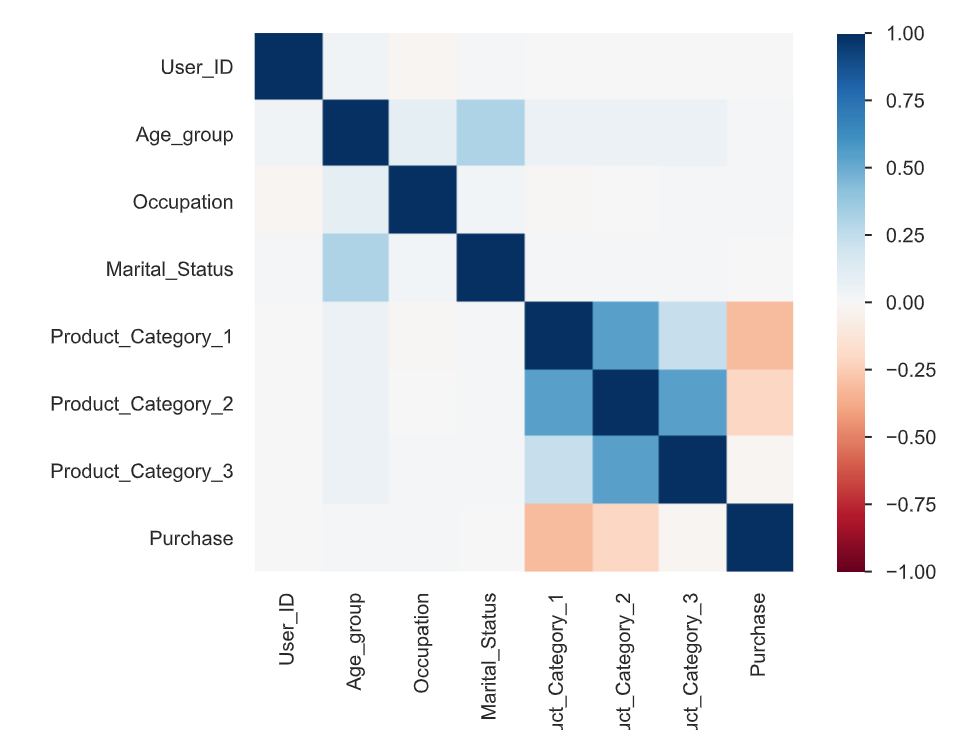 User_ID
Age_group
Occupation
Marital_Status
Product_Category_1
Product_Category_2
Product_Category_3
Purchase
1.00
0.75
0.50
0.25
0.00
−0.25
−0.50
−0.75
−1.00
User_ID
Age_group
Occupation
Marital_Status
uct_Category_1
uct_Category_2
uct_Category_3
Purchase